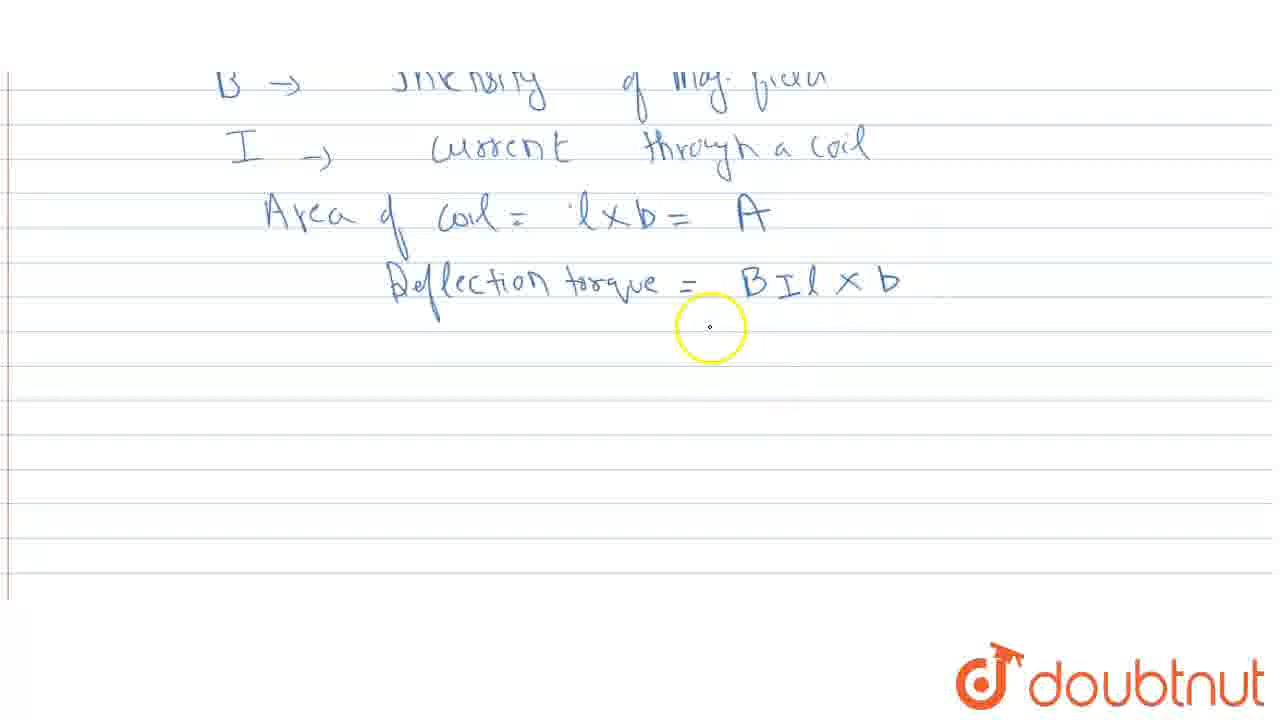 B → Intensity of mag. field
I → current through a coil
Area of coil = l x b = A
Deflection torque = B I l x b
doubtnut